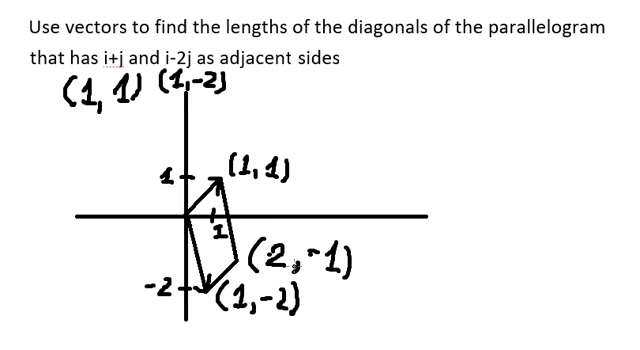 Use vectors to find the lengths of the diagonals of the parallelogram
that has i+j and i-2j as adjacent sides
(1, 1) (1,-2)
1 (1, 1)
1
(2,-1)
-2 (1,-2)